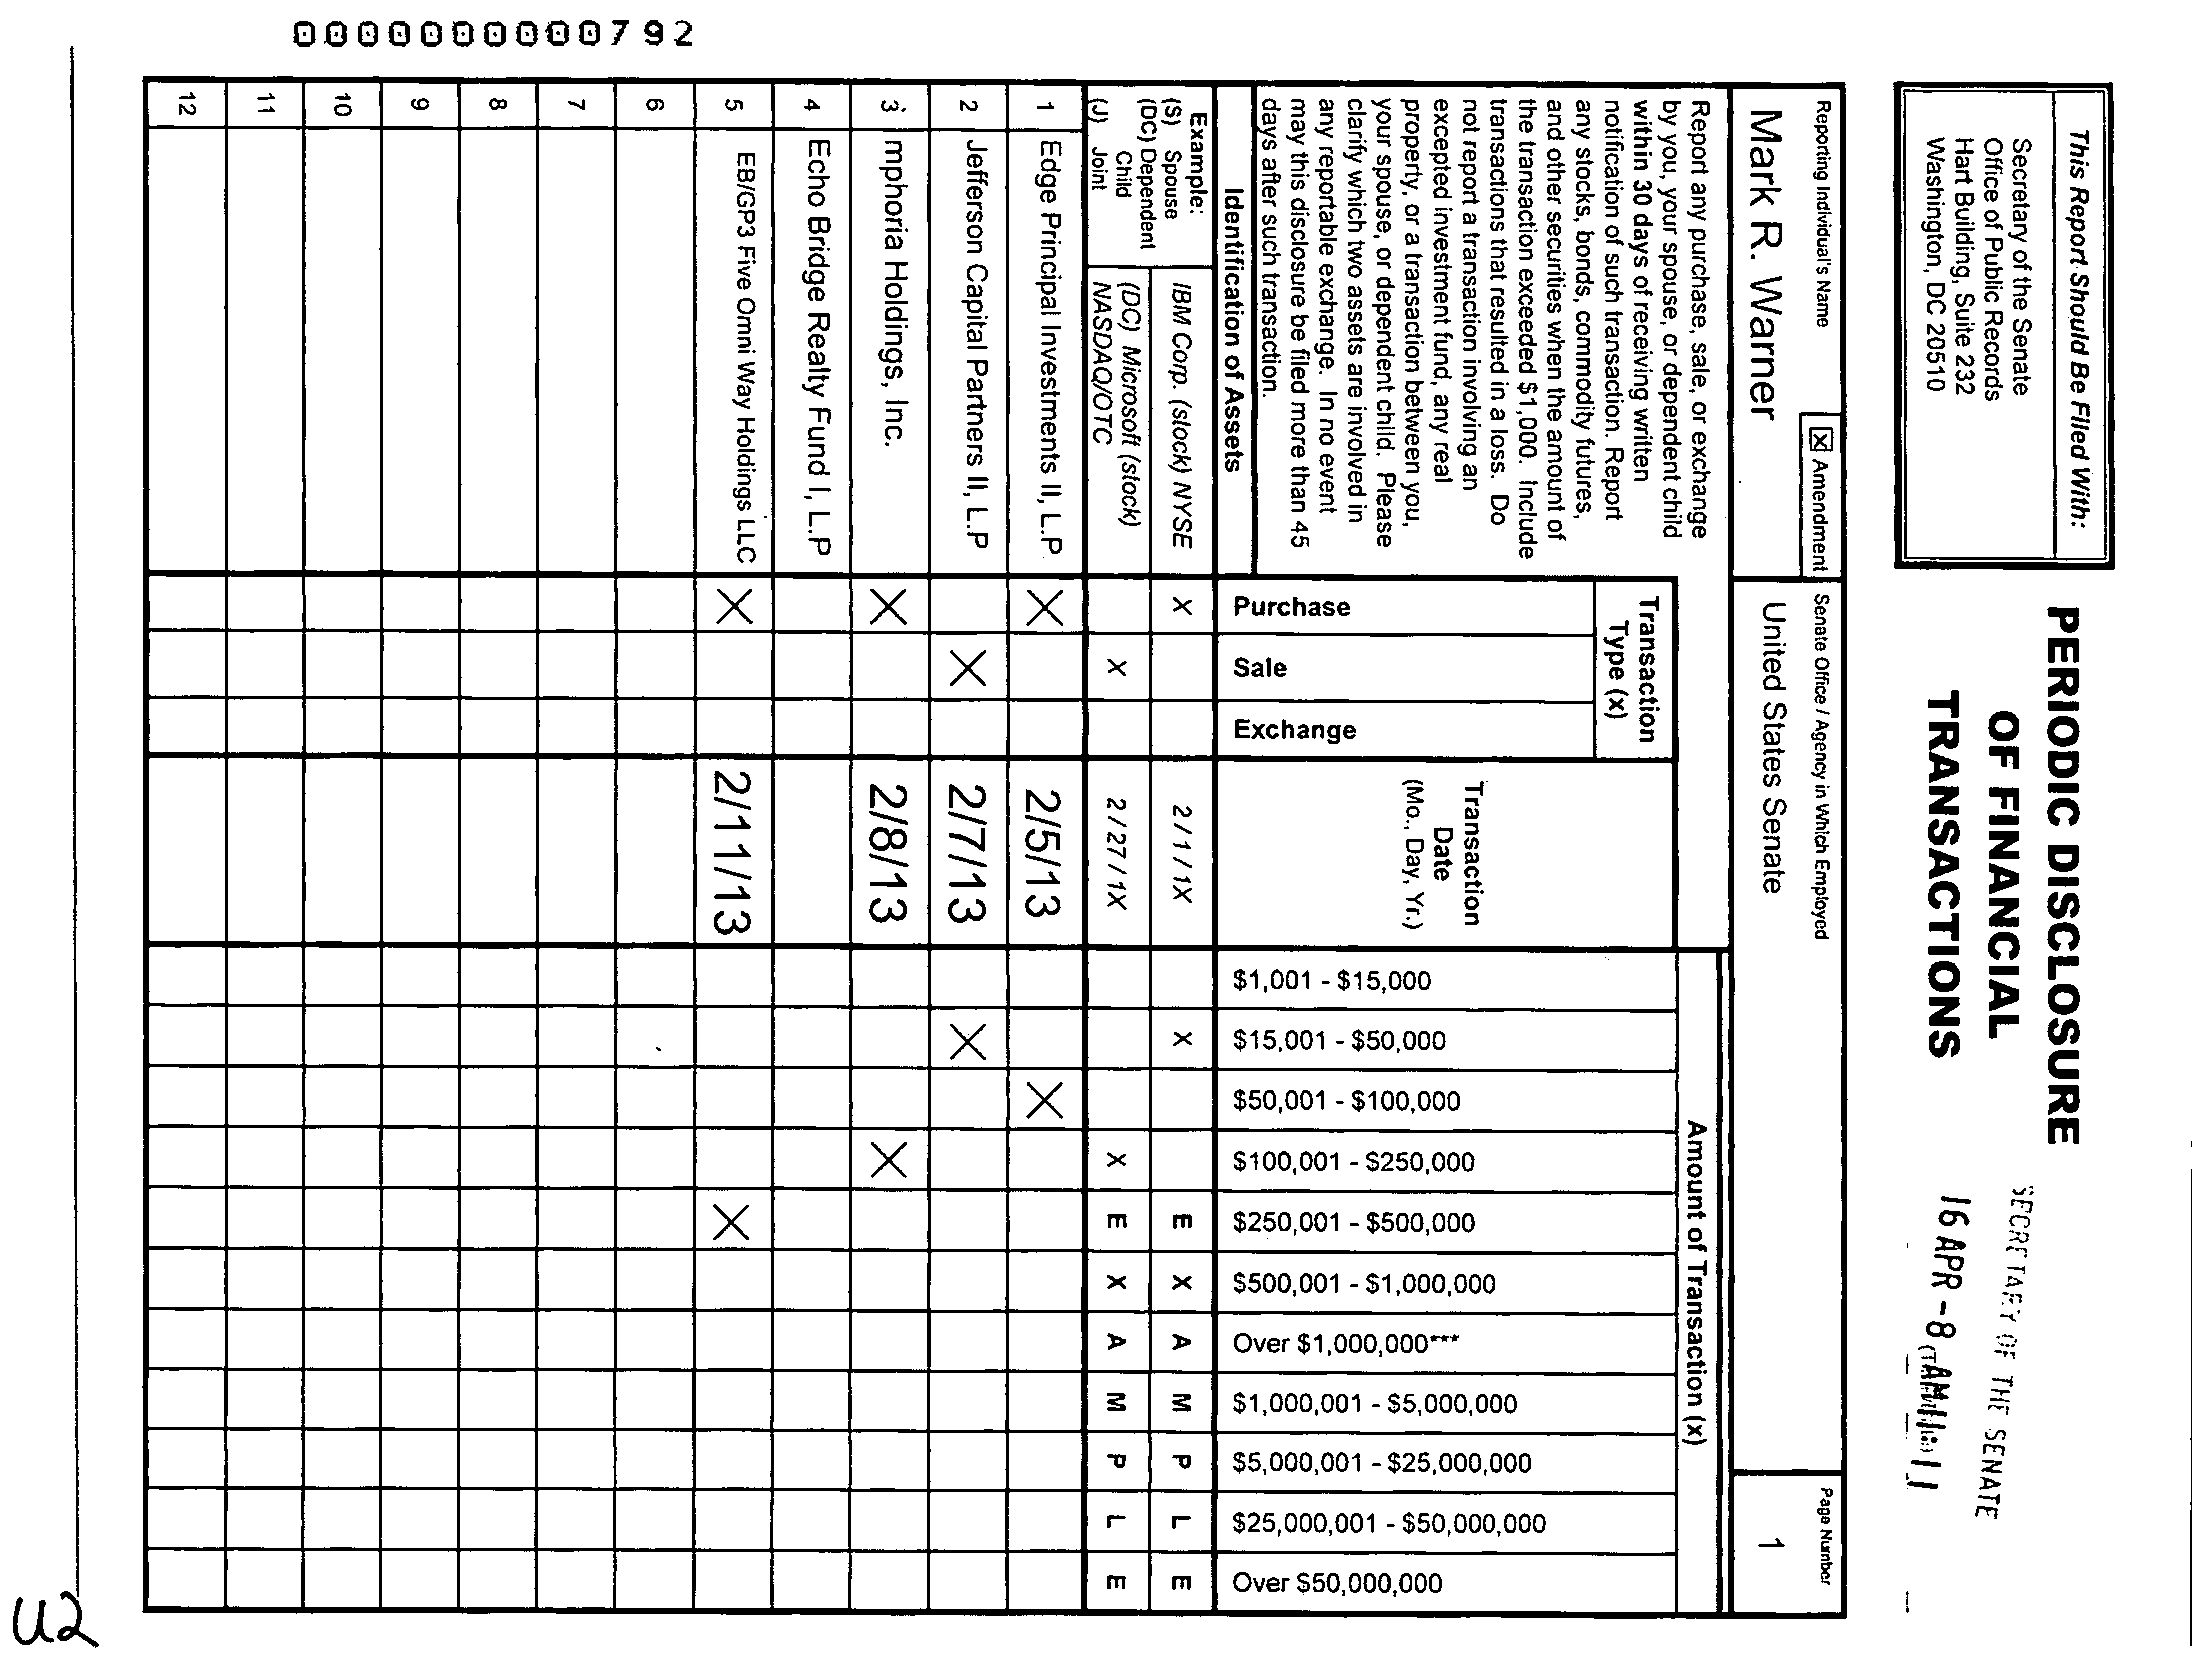 000000000792
This Report Should Be Filed With:
Secretary of the Senate
Office of Public Records
Hart Building, Suite 232
Washington, DC 20510
PERIODIC DISCLOSURE
OF FINANCIAL
TRANSACTIONS
SECRETARY OF THE SENATE
16 APR -8
Reporting Individual's Name
Mark R. Warner
X Amendment
Senate Office / Agency in Which Employed
United States Senate
Page Number
1
Report any purchase, sale, or exchange
by you, your spouse, or dependent child
within 30 days of receiving written
notification of such transaction. Report
any stocks, bonds, commodity futures,
and other securities when the amount of
the transaction exceeded $1,000. Include
transactions that resulted in a loss. Do
not report a transaction involving an
excepted investment fund, any real
property, or a transaction between you,
your spouse, or dependent child. Please
clarify which two assets are involved in
any reportable exchange. In no event
may this disclosure be filed more than 45
days after such transaction.
Identification of Assets
Transaction
Type (x)
Purchase
Sale
Exchange
Transaction
Date
(Mo., Day, Yr.)
Amount of Transaction (x)
$1,001 - $15,000
$15,001 - $50,000
$50,001 - $100,000
$100,001 - $250,000
$250,001 - $500,000
$500,001 - $1,000,000
Over $1,000,000***
$1,000,001 - $5,000,000
$5,000,001 - $25,000,000
$25,000,001 - $50,000,000
Over $50,000,000
Example:
(S) Spouse
(DC) Dependent
Child
(J) Joint
IBM Corp. (stock) NYSE X 2 / 1 / 1X X E X A M P L E
(DC) Microsoft (stock)
NASDAQ/OTC X 2 / 27 / 1X X E X A M P L E
1 Edge Principal Investments II, L.P X 2/5/13 X
2 Jefferson Capital Partners II, L.P X 2/7/13 X
3 mphoria Holdings, Inc. X 2/8/13 X
4 Echo Bridge Realty Fund I, L.P
5 EB/GP3 Five Omni Way Holdings LLC X 2/11/13 X
6
7
8
9
10
11
12
U2